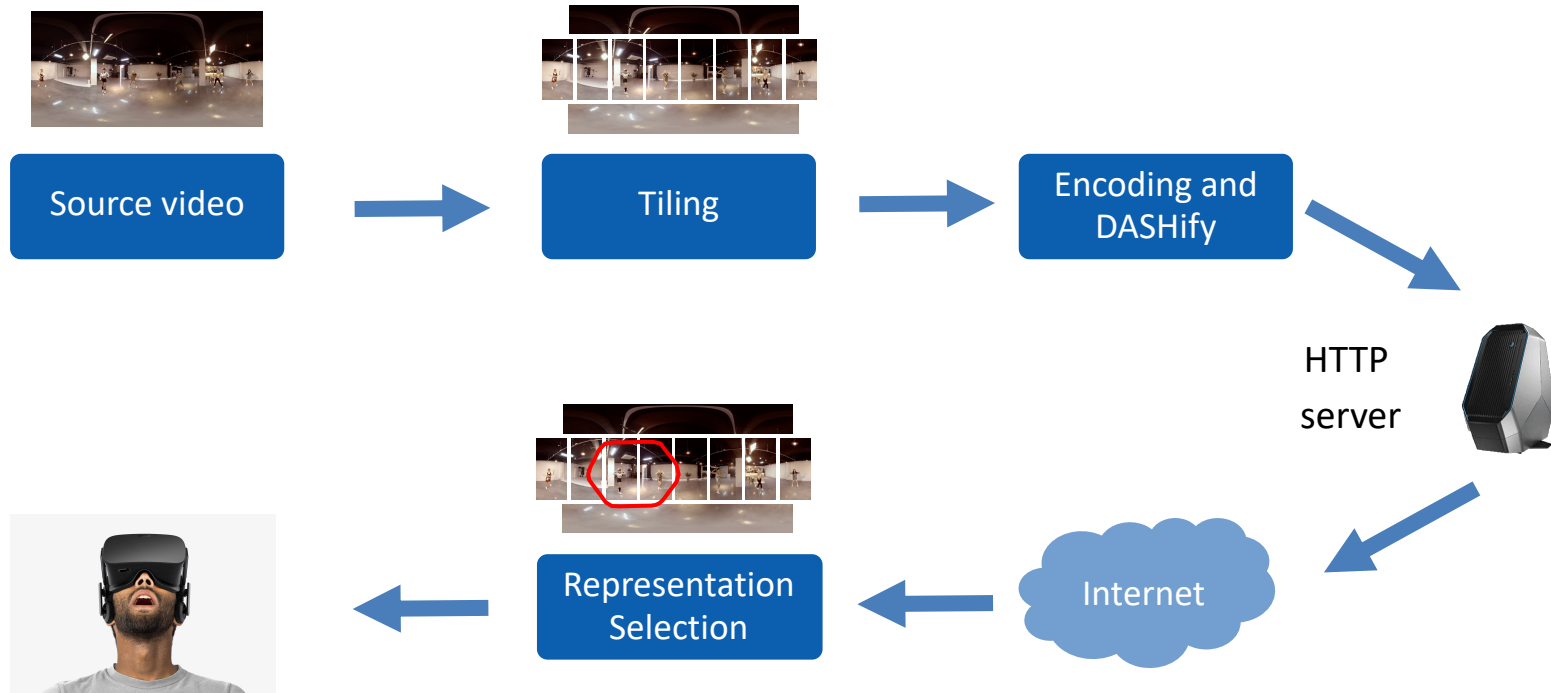 Source video
Tiling
Encoding and
DASHify
HTTP
server
Internet
Representation
Selection